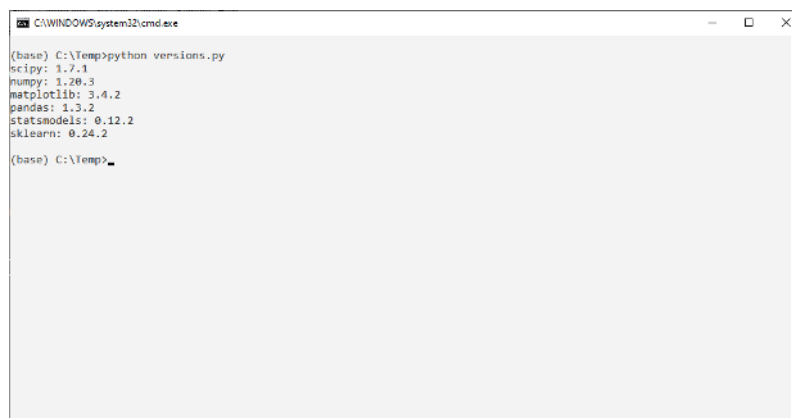 C:\WINDOWS\system32\cmd.exe
(base) C:\Temp>python versions.py
scipy: 1.7.1
numpy: 1.20.3
matplotlib: 3.4.2
pandas: 1.3.2
statsmodels: 0.12.2
sklearn: 0.24.2
(base) C:\Temp>